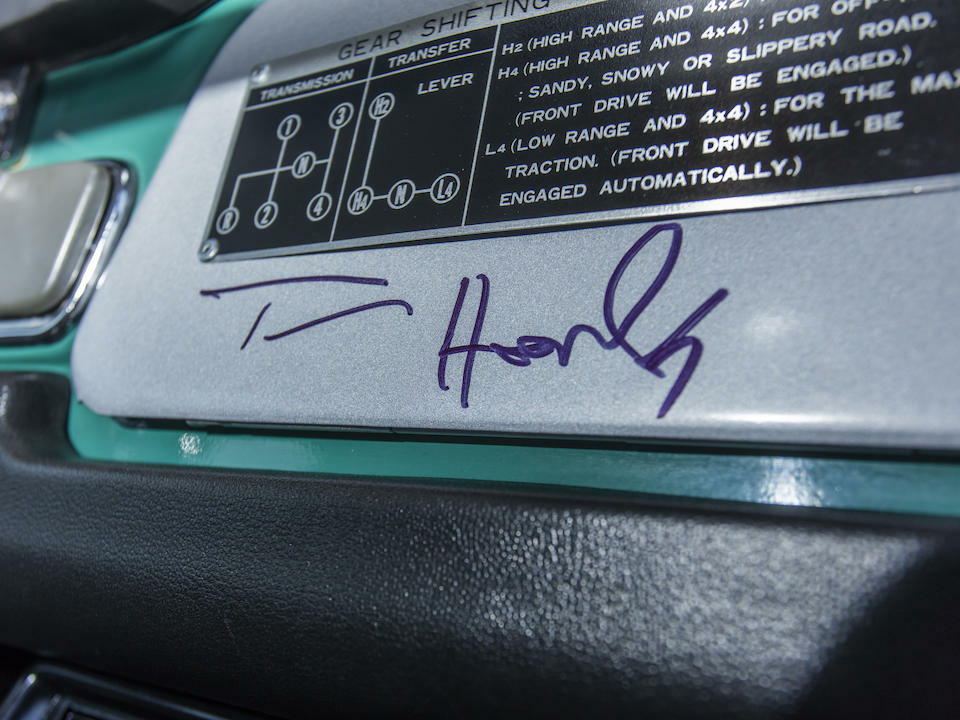 GEAR SHIFTING
TRANSMISSION
TRANSFER
LEVER
1 3
N
R 2 4
H2
H4 N L4
H2 (HIGH RANGE AND 4x2)
H4 (HIGH RANGE AND 4x4) : FOR
; SANDY, SNOWY OR SLIPPERY ROAD.
(FRONT DRIVE WILL BE ENGAGED.)
L4 (LOW RANGE AND 4x4) : FOR THE
TRACTION. (FRONT DRIVE WILL BE
ENGAGED AUTOMATICALLY.)